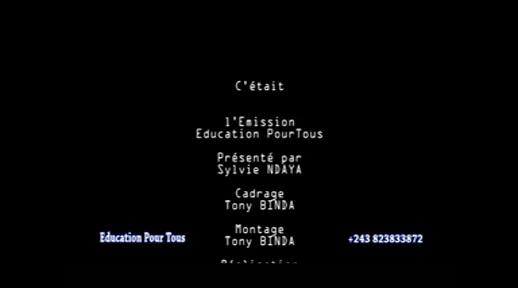 C'était
l'Emission
Education PourTous
Présenté par
Sylvie NDAYA
Cadrage
Tony BINDA
Montage
Tony BINDA
Education Pour Tous
+243 823833872
Réalisation